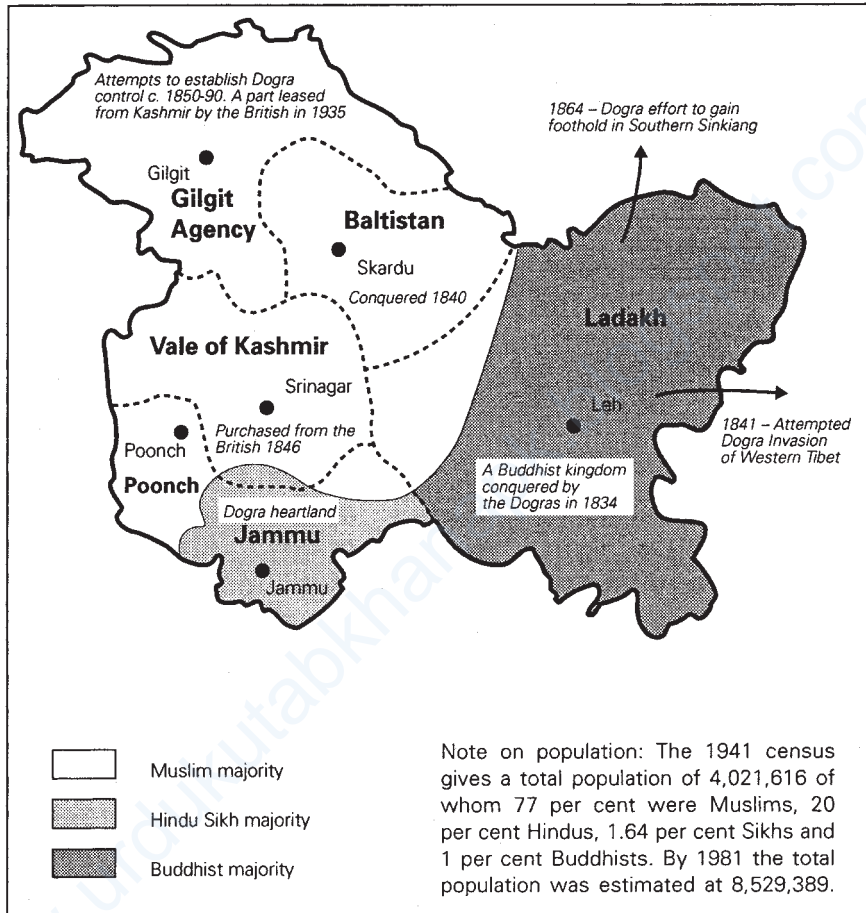 Attempts to establish Dogra
control c. 1850-90. A part leased
from Kashmir by the British in 1935
Gilgit
Gilgit
Agency
Baltistan
Skardu
Conquered 1840
1864 – Dogra effort to gain
foothold in Southern Sinkiang
Ladakh
Leh
1841 – Attempted
Dogra Invasion
of Western Tibet
A Buddhist kingdom
conquered by
the Dogras in 1834
Vale of Kashmir
Srinagar
Purchased from the
British 1846
Poonch
Poonch
Dogra heartland
Jammu
Jammu
Muslim majority
Hindu Sikh majority
Buddhist majority
Note on population: The 1941 census
gives a total population of 4,021,616 of
whom 77 per cent were Muslims, 20
per cent Hindus, 1.64 per cent Sikhs and
1 per cent Buddhists. By 1981 the total
population was estimated at 8,529,389.